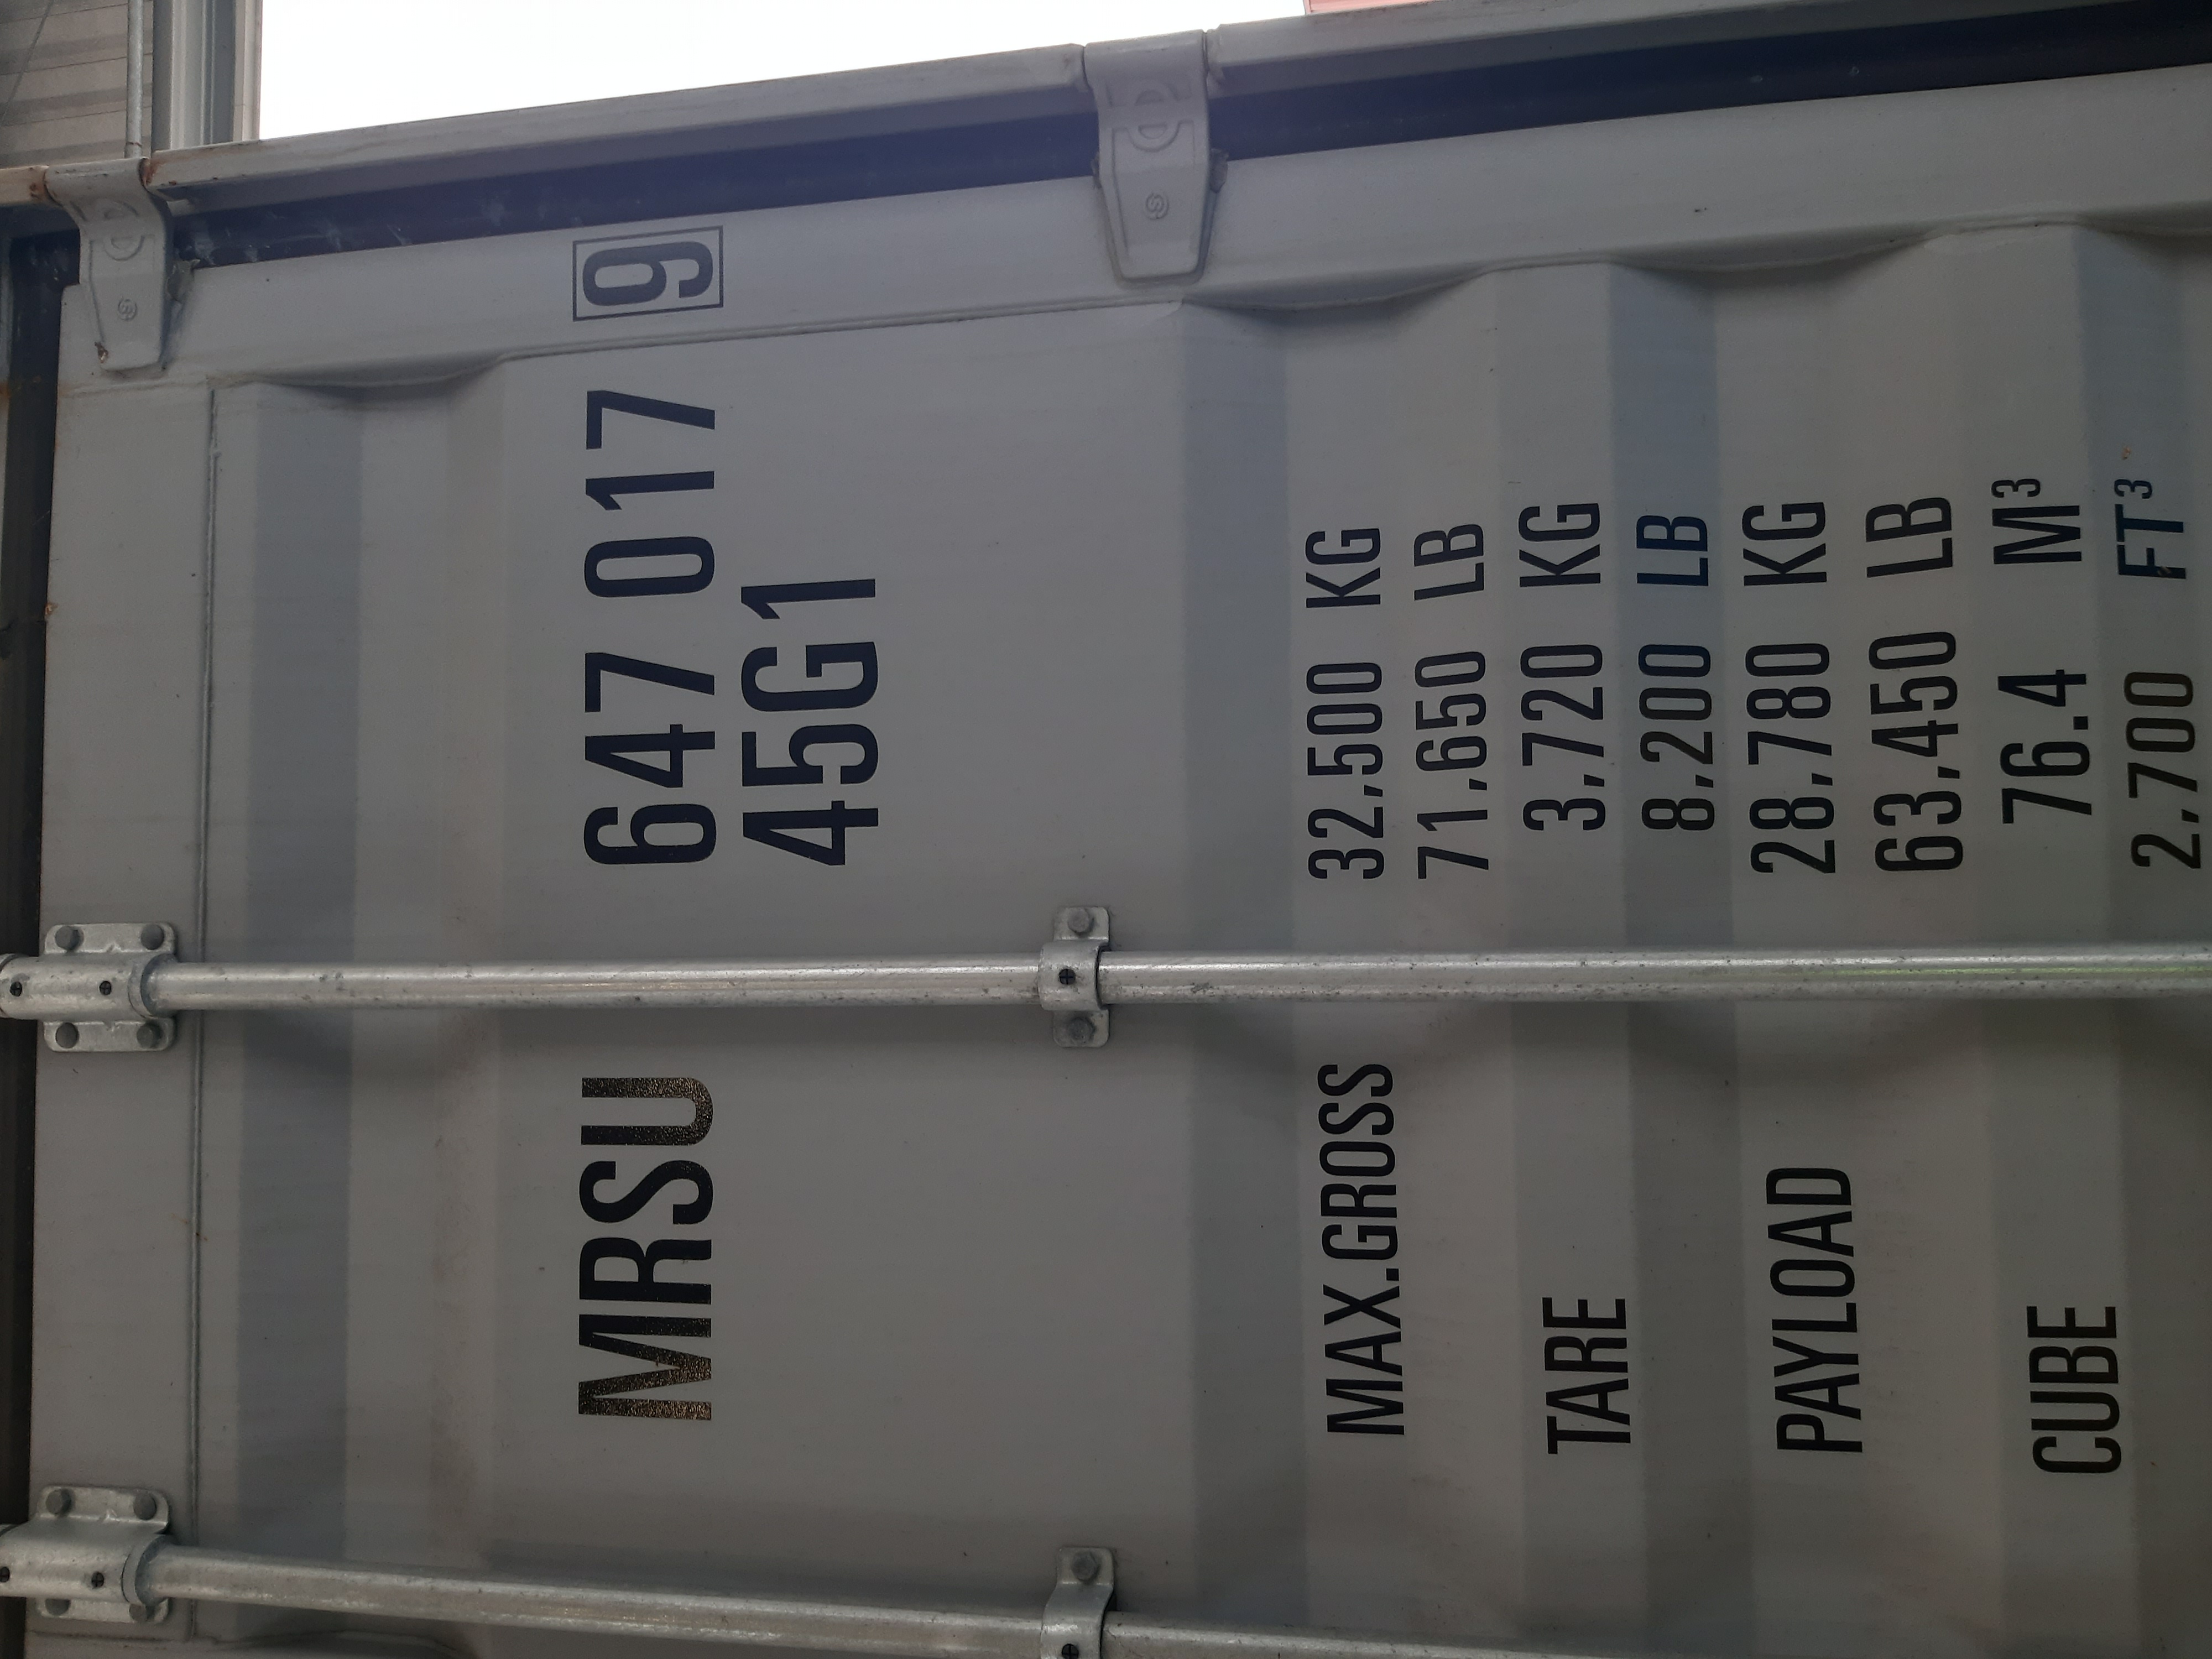 MRSU 647 017 9
45G1
MAX.GROSS 32,500 KG
71,650 LB
TARE 3,720 KG
8,200 LB
PAYLOAD 28,780 KG
63,450 LB
CUBE 76.4 M³
2,700 FT³